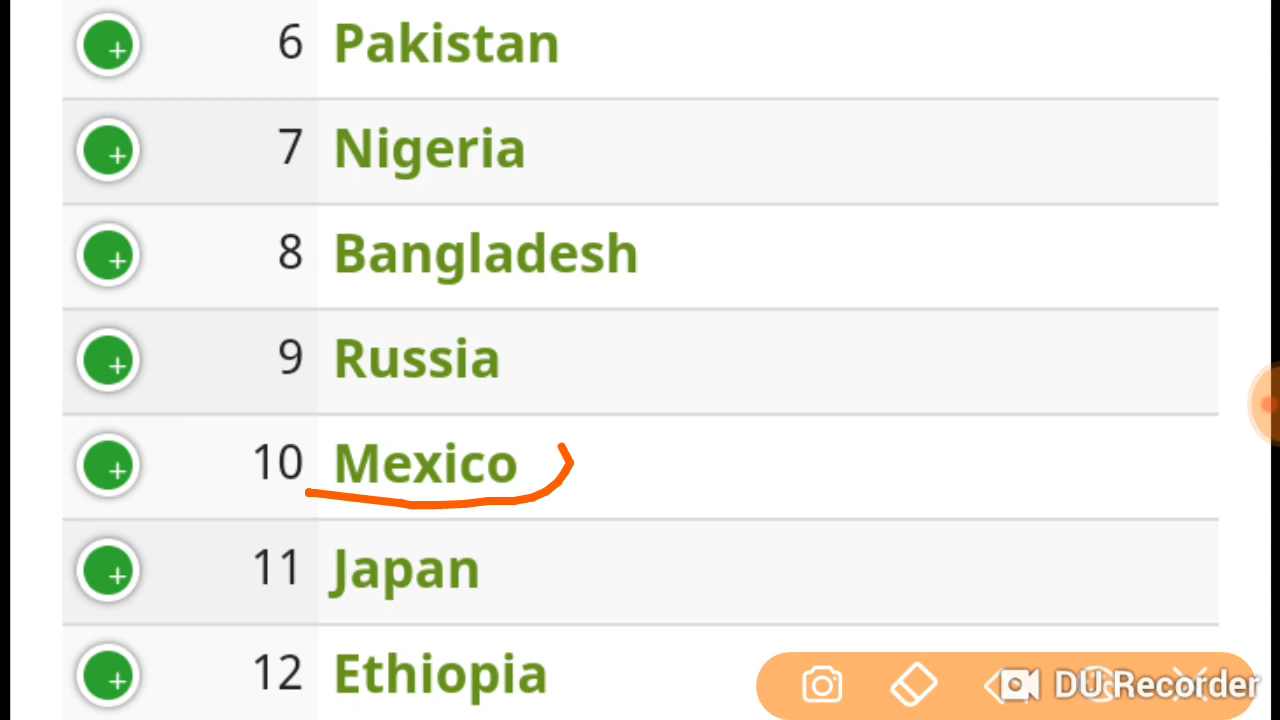 6 Pakistan
7 Nigeria
8 Bangladesh
9 Russia
10 Mexico
11 Japan
12 Ethiopia
DU Recorder